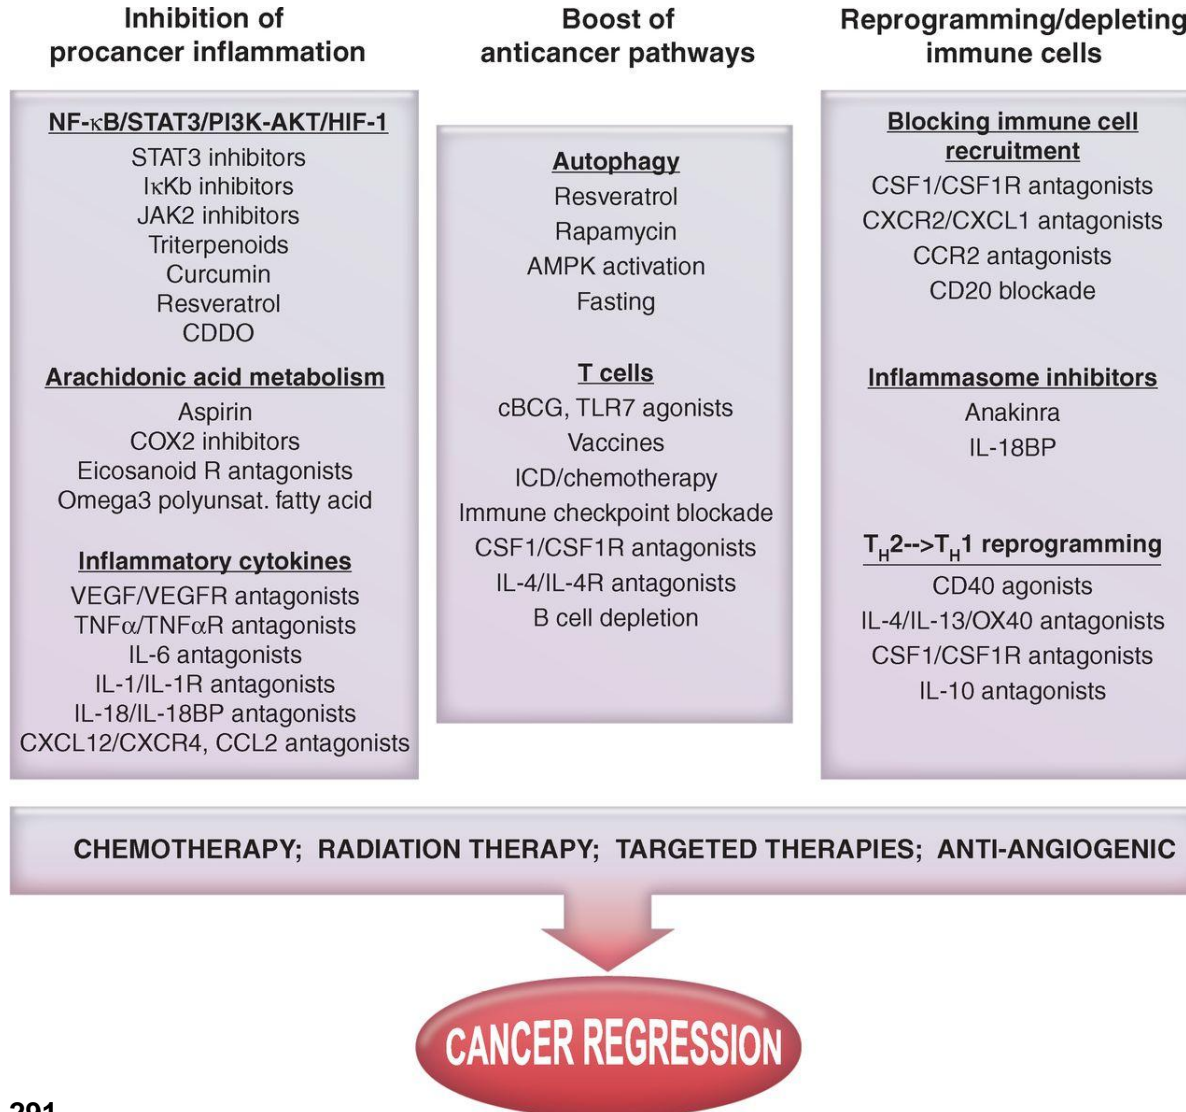 Inhibition of
procancer inflammation
NF-κB/STAT3/PI3K-AKT/HIF-1
STAT3 inhibitors
IκKb inhibitors
JAK2 inhibitors
Triterpenoids
Curcumin
Resveratrol
CDDO
Arachidonic acid metabolism
Aspirin
COX2 inhibitors
Eicosanoid R antagonists
Omega3 polyunsat. fatty acid
Inflammatory cytokines
VEGF/VEGFR antagonists
TNFα/TNFαR antagonists
IL-6 antagonists
IL-1/IL-1R antagonists
IL-18/IL-18BP antagonists
CXCL12/CXCR4, CCL2 antagonists
Boost of
anticancer pathways
Autophagy
Resveratrol
Rapamycin
AMPK activation
Fasting
T cells
cBCG, TLR7 agonists
Vaccines
ICD/chemotherapy
Immune checkpoint blockade
CSF1/CSF1R antagonists
IL-4/IL-4R antagonists
B cell depletion
Reprogramming/depleting
immune cells
Blocking immune cell
recruitment
CSF1/CSF1R antagonists
CXCR2/CXCL1 antagonists
CCR2 antagonists
CD20 blockade
Inflammasome inhibitors
Anakinra
IL-18BP
TH2-->TH1 reprogramming
CD40 agonists
IL-4/IL-13/OX40 antagonists
CSF1/CSF1R antagonists
IL-10 antagonists
CHEMOTHERAPY; RADIATION THERAPY; TARGETED THERAPIES; ANTI-ANGIOGENIC
CANCER REGRESSION
291